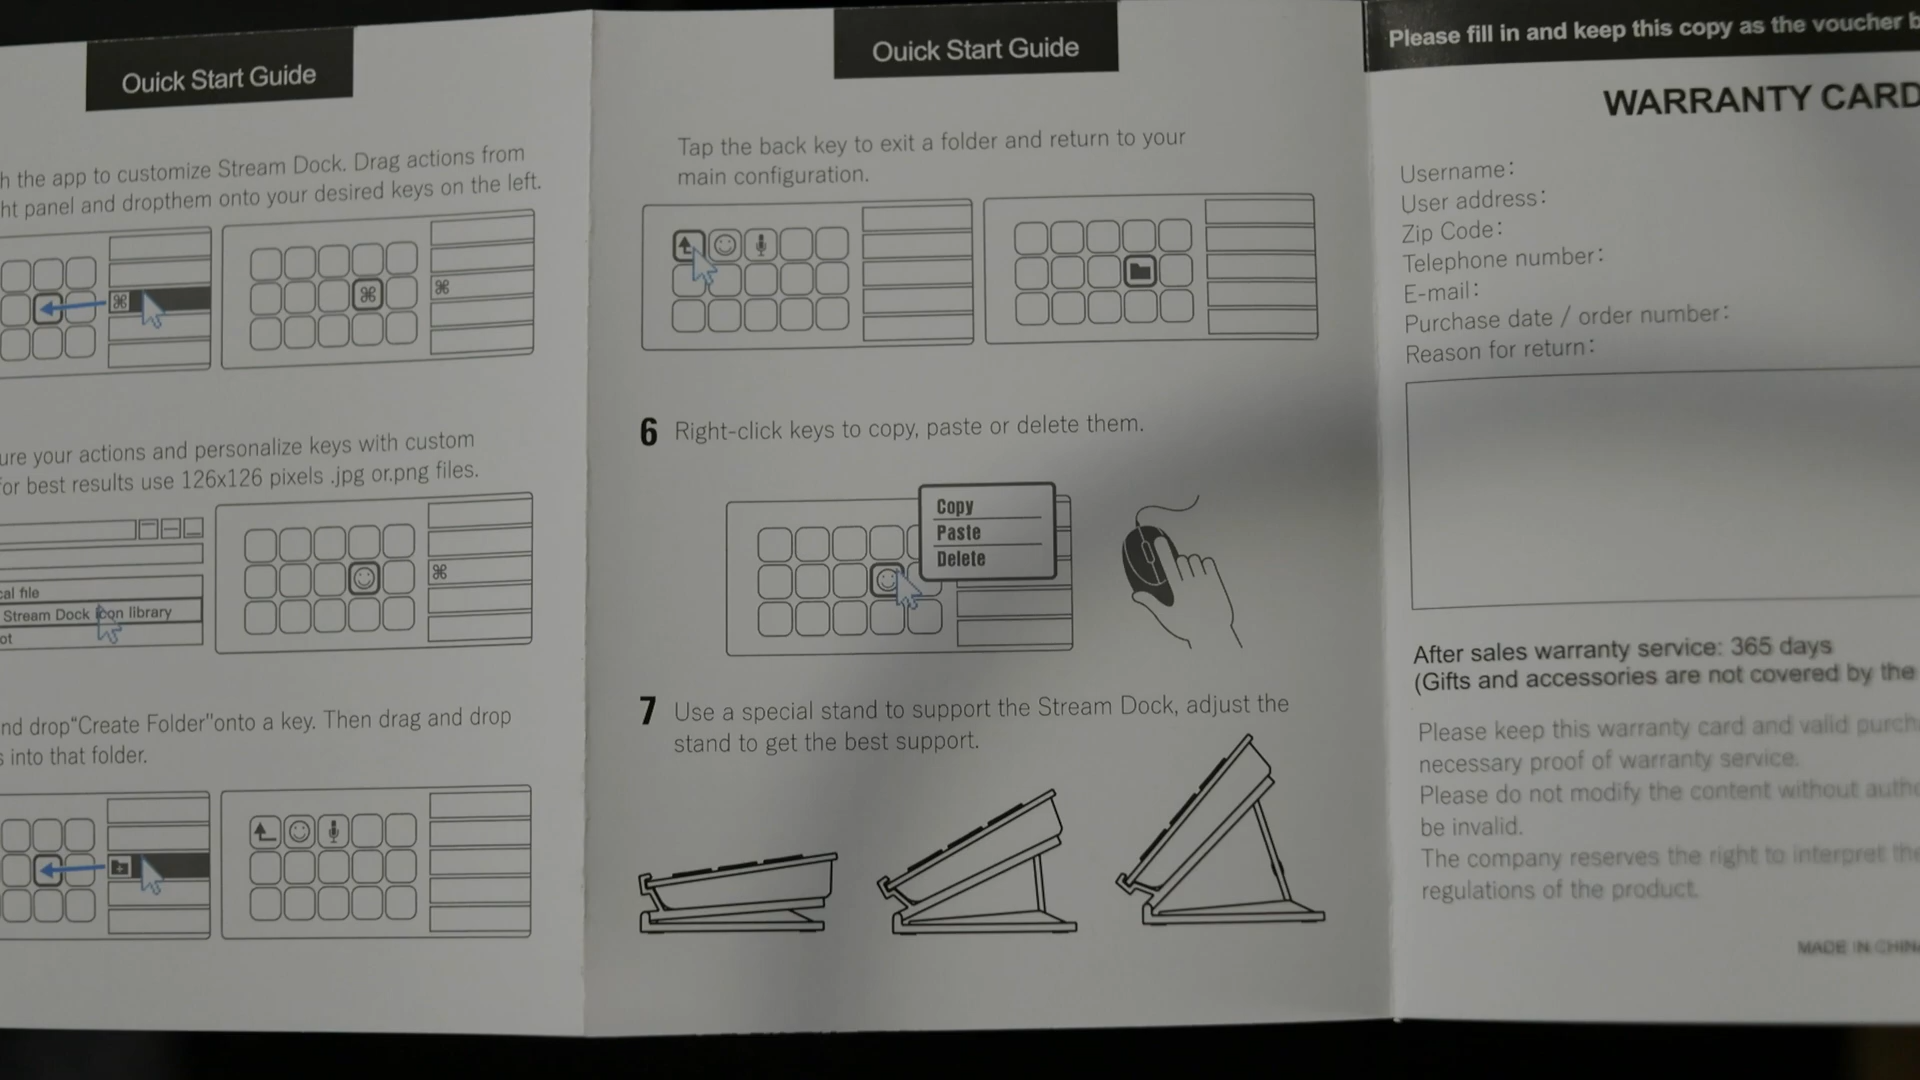 Ouick Start Guide
h the app to customize Stream Dock. Drag actions from
ht panel and dropthem onto your desired keys on the left.
⌘
⌘
⌘
ure your actions and personalize keys with custom
for best results use 126x126 pixels .jpg or.png files.
cal file
Stream Dock icon library
ot
⌘
nd drop“Create Folder"onto a key. Then drag and drop
s into that folder.
Ouick Start Guide
Tap the back key to exit a folder and return to your
main configuration.
6 Right-click keys to copy, paste or delete them.
Copy
Paste
Delete
7 Use a special stand to support the Stream Dock, adjust the
stand to get the best support.
Please fill in and keep this copy as the voucher b
WARRANTY CARD
Username:
User address:
Zip Code:
Telephone number:
E-mail:
Purchase date / order number:
Reason for return:
After sales warranty service: 365 days
(Gifts and accessories are not covered by the
Please keep this warranty card and valid purch
necessary proof of warranty service.
Please do not modify the content without autho
be invalid.
The company reserves the right to interpret the
regulations of the product.
MADE IN CHINA